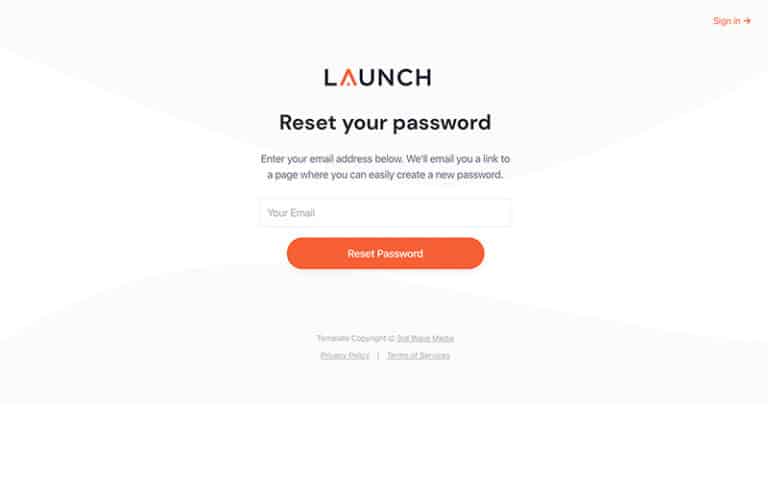 Sign in →
LAUNCH
Reset your password
Enter your email address below. We'll email you a link to
a page where you can easily create a new password.
Your Email
Reset Password
Template Copyright © 3rd Wave Media
Privacy Policy | Terms of Services